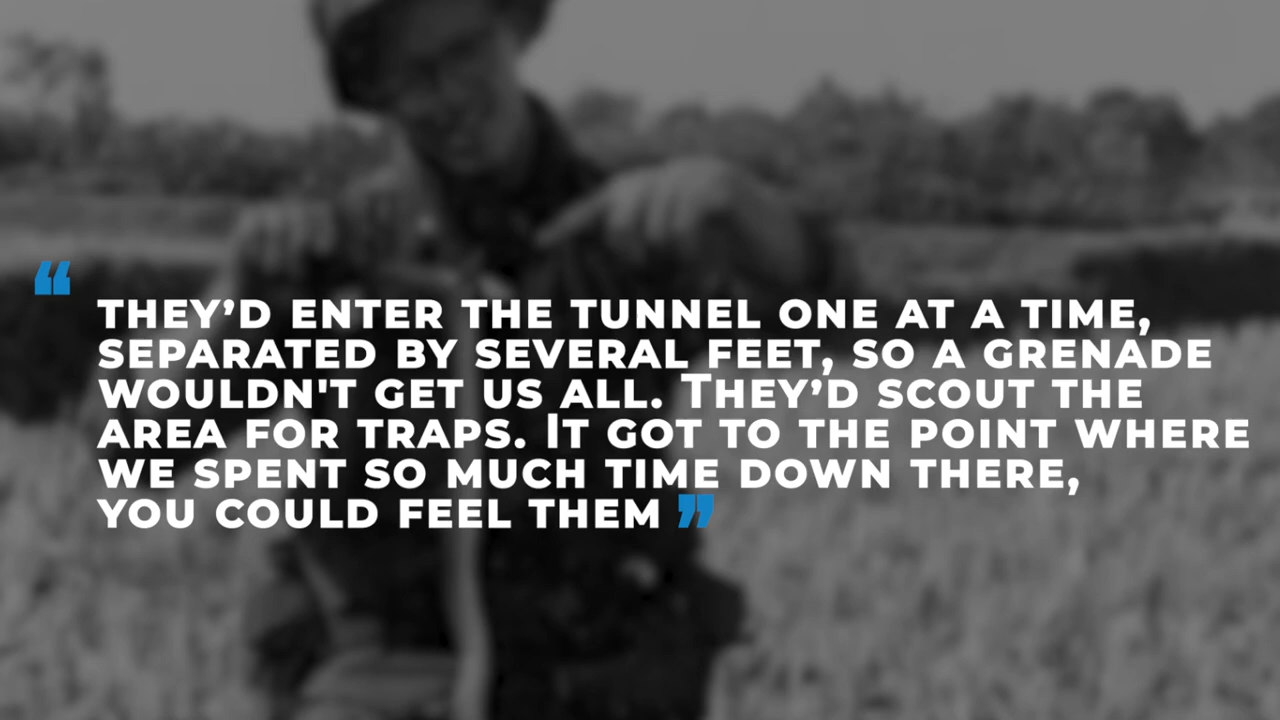 “ THEY’D ENTER THE TUNNEL ONE AT A TIME,
SEPARATED BY SEVERAL FEET, SO A GRENADE
WOULDN'T GET US ALL. THEY’D SCOUT THE
AREA FOR TRAPS. IT GOT TO THE POINT WHERE
WE SPENT SO MUCH TIME DOWN THERE,
YOU COULD FEEL THEM ”